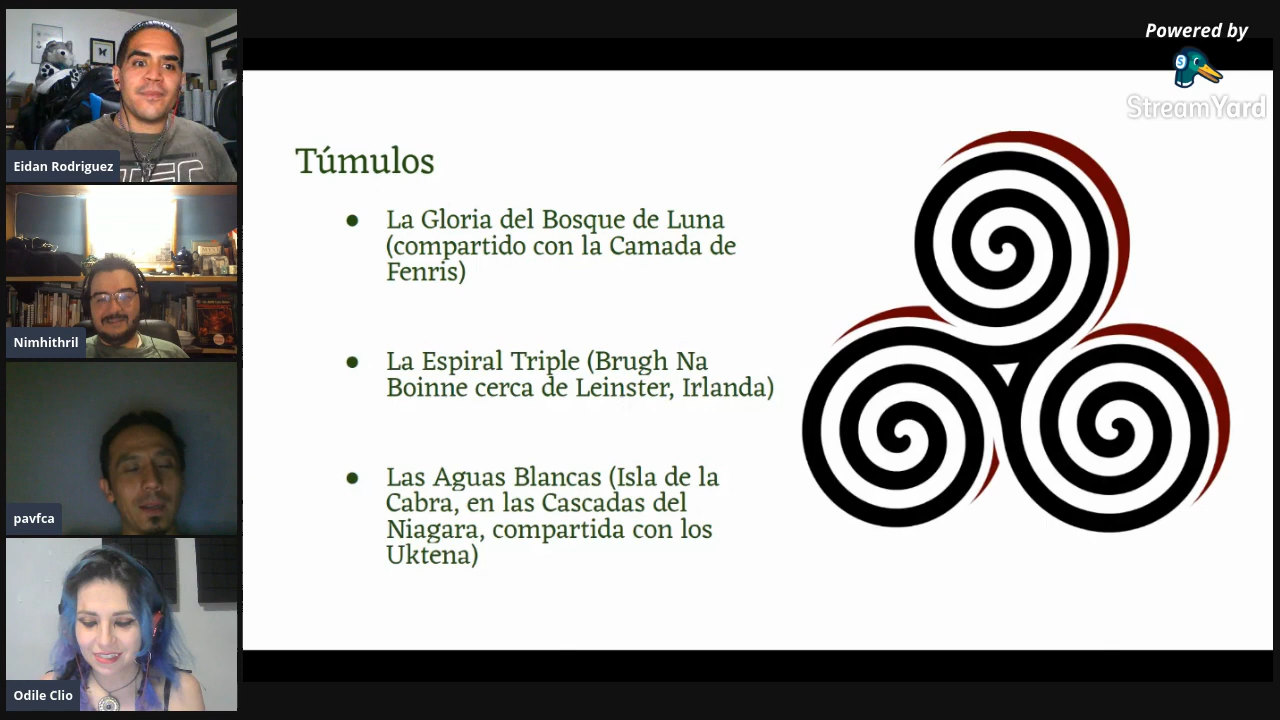 Powered by
StreamYard
Eidan Rodriguez
Nimhithril
pavfca
Odile Clio
Túmulos
● La Gloria del Bosque de Luna
(compartido con la Camada de
Fenris)
● La Espiral Triple (Brugh Na
Boinne cerca de Leinster, Irlanda)
● Las Aguas Blancas (Isla de la
Cabra, en las Cascadas del
Niagara, compartida con los
Uktena)